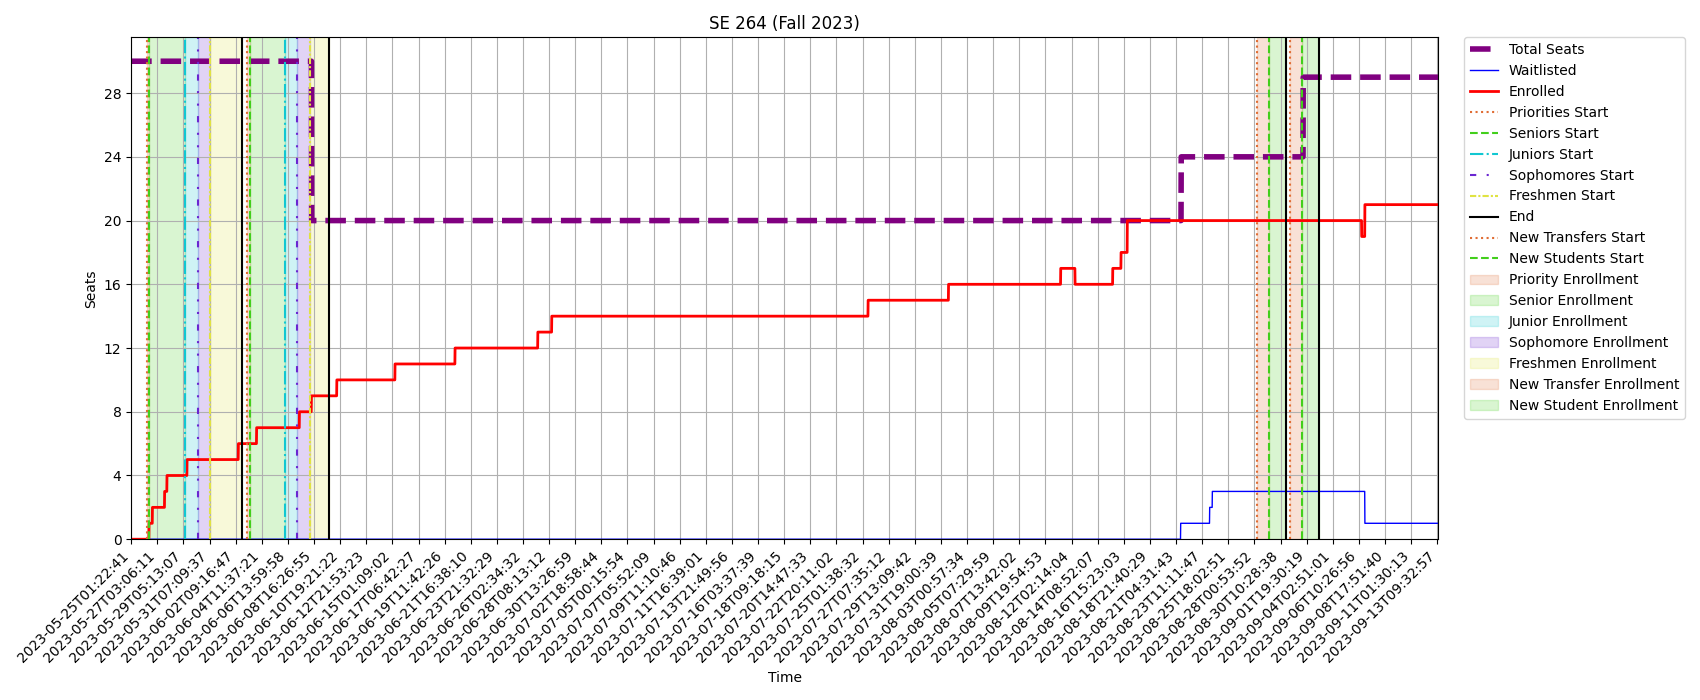 SE 264 (Fall 2023)
Total Seats
Waitlisted
Enrolled
Priorities Start
Seniors Start
Juniors Start
Sophomores Start
Freshmen Start
End
New Transfers Start
New Students Start
Priority Enrollment
Senior Enrollment
Junior Enrollment
Sophomore Enrollment
Freshmen Enrollment
New Transfer Enrollment
New Student Enrollment
Seats
28
24
20
16
12
8
4
0
2023-05-25T01:22:41
2023-05-27T03:06:11
2023-05-29T05:13:07
2023-05-31T07:09:37
2023-06-02T09:16:47
2023-06-04T11:37:21
2023-06-06T13:59:58
2023-06-08T16:26:55
2023-06-10T19:21:22
2023-06-12T21:53:23
2023-06-15T01:09:02
2023-06-17T06:42:27
2023-06-19T11:42:26
2023-06-21T16:38:10
2023-06-23T21:32:29
2023-06-26T02:34:32
2023-06-28T08:13:12
2023-06-30T13:26:59
2023-07-02T18:58:44
2023-07-05T00:15:54
2023-07-07T05:52:09
2023-07-09T11:10:46
2023-07-11T16:39:01
2023-07-13T21:49:56
2023-07-16T03:37:39
2023-07-18T09:18:15
2023-07-20T14:47:33
2023-07-22T20:11:02
2023-07-25T01:38:32
2023-07-27T07:35:12
2023-07-29T13:09:42
2023-07-31T19:00:39
2023-08-03T00:57:34
2023-08-05T07:29:59
2023-08-07T13:42:02
2023-08-09T19:54:53
2023-08-12T02:14:04
2023-08-14T08:52:07
2023-08-16T15:23:03
2023-08-18T21:40:29
2023-08-21T04:31:43
2023-08-23T11:11:47
2023-08-25T18:02:51
2023-08-28T00:53:52
2023-08-30T10:28:38
2023-09-01T19:30:19
2023-09-04T02:51:01
2023-09-06T10:26:56
2023-09-08T17:51:40
2023-09-11T01:30:13
2023-09-13T09:32:57
Time